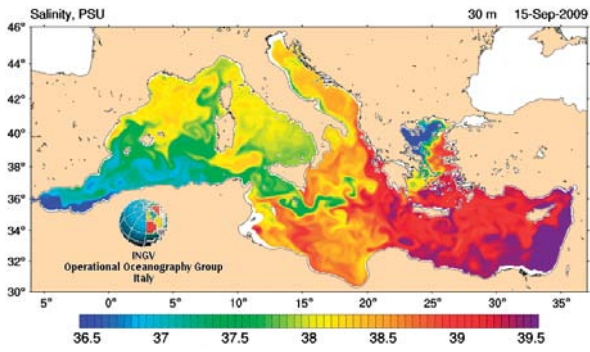 Salinity, PSU 30 m 15-Sep-2009
46°
44°
42°
40°
38°
36°
34°
32°
30°
INGV
Operational Oceanography Group
Italy
5° 0° 5° 10° 15° 20° 25° 30° 35°
36.5 37 37.5 38 38.5 39 39.5